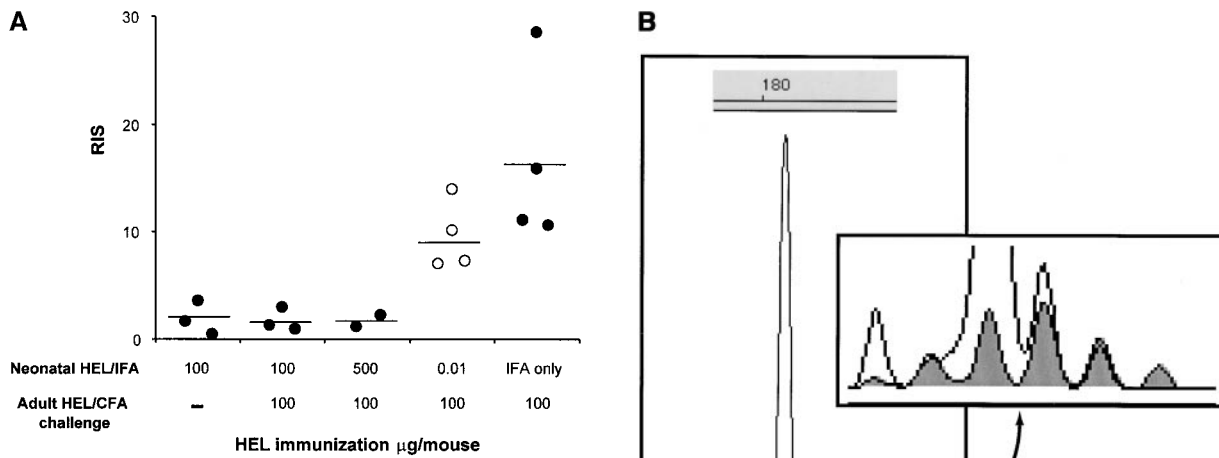 A
B
30
20
10
0
RIS
Neonatal HEL/IFA 100 100 500 0.01 IFA only
Adult HEL/CFA challenge – 100 100 100 100
HEL immunization μg/mouse
180